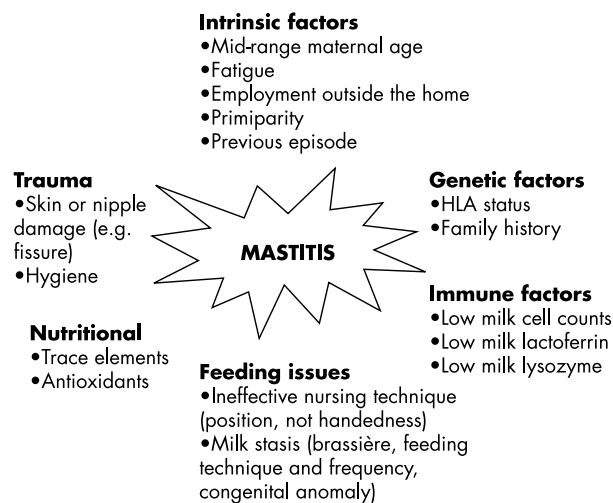 Intrinsic factors
•Mid-range maternal age
•Fatigue
•Employment outside the home
•Primiparity
•Previous episode
Trauma
•Skin or nipple
damage (e.g.
fissure)
•Hygiene
Genetic factors
•HLA status
•Family history
MASTITIS
Immune factors
•Low milk cell counts
•Low milk lactoferrin
•Low milk lysozyme
Nutritional
•Trace elements
•Antioxidants
Feeding issues
•Ineffective nursing technique
(position, not handedness)
•Milk stasis (brassière, feeding
technique and frequency,
congenital anomaly)